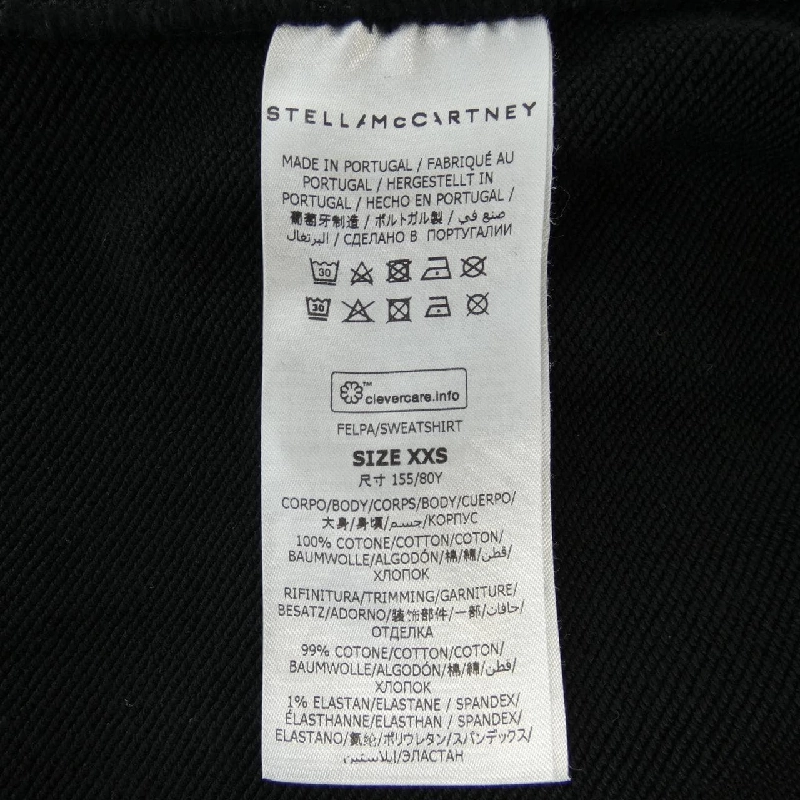 STELLA McCARTNEY
MADE IN PORTUGAL / FABRIQUÉ AU
PORTUGAL / HERGESTELLT IN
PORTUGAL / HECHO EN PORTUGAL /
葡萄牙制造 / ポルトガル製 / صنع في
البرتغال / СДЕЛАНО В ПОРТУГАЛИИ
30
30
™ clevercare.info
FELPA/SWEATSHIRT
SIZE XXS
尺寸 155/80Y
CORPO/BODY/CORPS/BODY/CUERPO/
大身/身頃/جسم/КОРПУС
100% COTONE/COTTON/COTON/
BAUMWOLLE/ALGODÓN/棉/綿/قطن/
ХЛОПОК
RIFINITURA/TRIMMING/GARNITURE/
BESATZ/ADORNO/装饰部件/一部/حافات/
ОТДЕЛКА
99% COTONE/COTTON/COTON/
BAUMWOLLE/ALGODÓN/棉/綿/قطن/
ХЛОПОК
1% ELASTAN/ELASTANE / SPANDEX/
ÉLASTHANNE/ELASTHAN / SPANDEX/
ELASTANO/氨纶/ポリウレタン/スパンデックス/
إيلاستين/ЭЛАСТАН